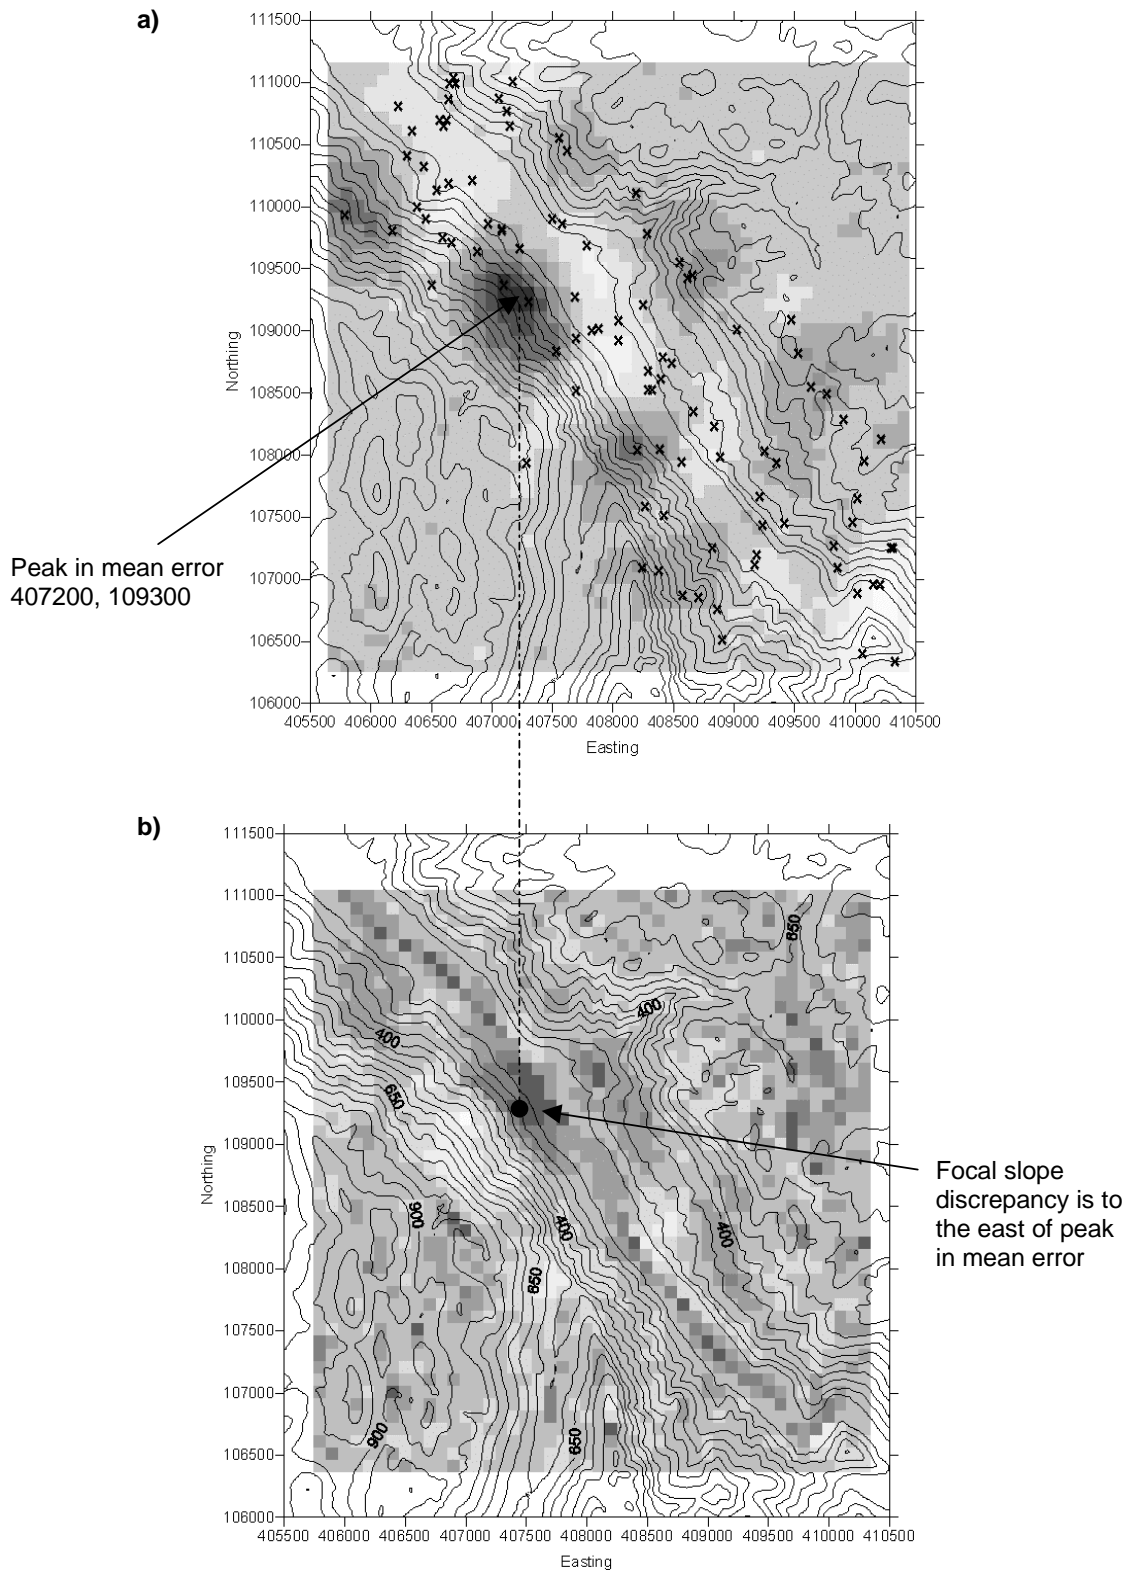 a)
111500
111000
110500
110000
109500
109000
108500
108000
107500
107000
106500
106000
Northing
405500 406000 406500 407000 407500 408000 408500 409000 409500 410000 410500
Easting
Peak in mean error
407200, 109300
b)
111500
111000
110500
110000
109500
109000
108500
108000
107500
107000
106500
106000
Northing
650
400
400
650
900
400
400
650
900
650
405500 406000 406500 407000 407500 408000 408500 409000 409500 410000 410500
Easting
Focal slope
discrepancy is to
the east of peak
in mean error